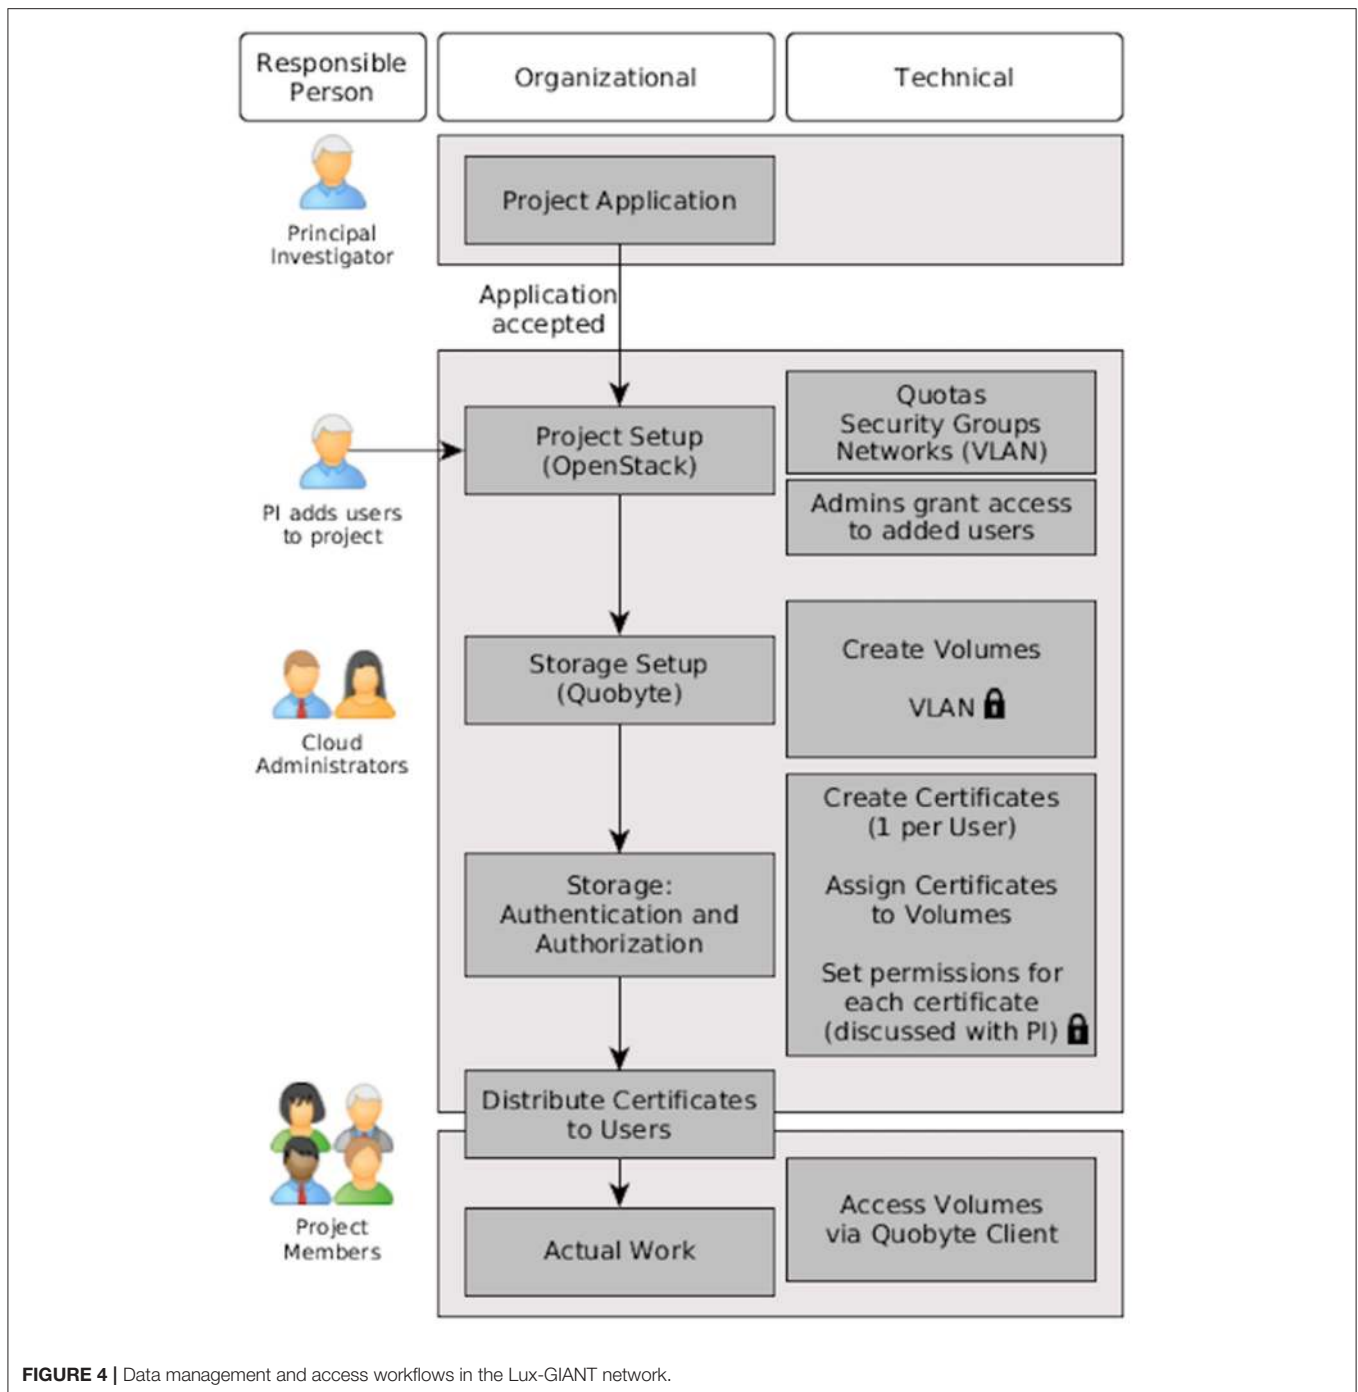 Responsible
Person
Organizational
Technical
Principal
Investigator
Project Application
Application
accepted
PI adds users
to project
Project Setup
(OpenStack)
Quotas
Security Groups
Networks (VLAN)
Admins grant access
to added users
Cloud
Administrators
Storage Setup
(Quobyte)
Create Volumes
VLAN
Storage:
Authentication and
Authorization
Create Certificates
(1 per User)
Assign Certificates
to Volumes
Set permissions for
each certificate
(discussed with PI)
Distribute Certificates
to Users
Project
Members
Actual Work
Access Volumes
via Quobyte Client
FIGURE 4 | Data management and access workflows in the Lux-GIANT network.